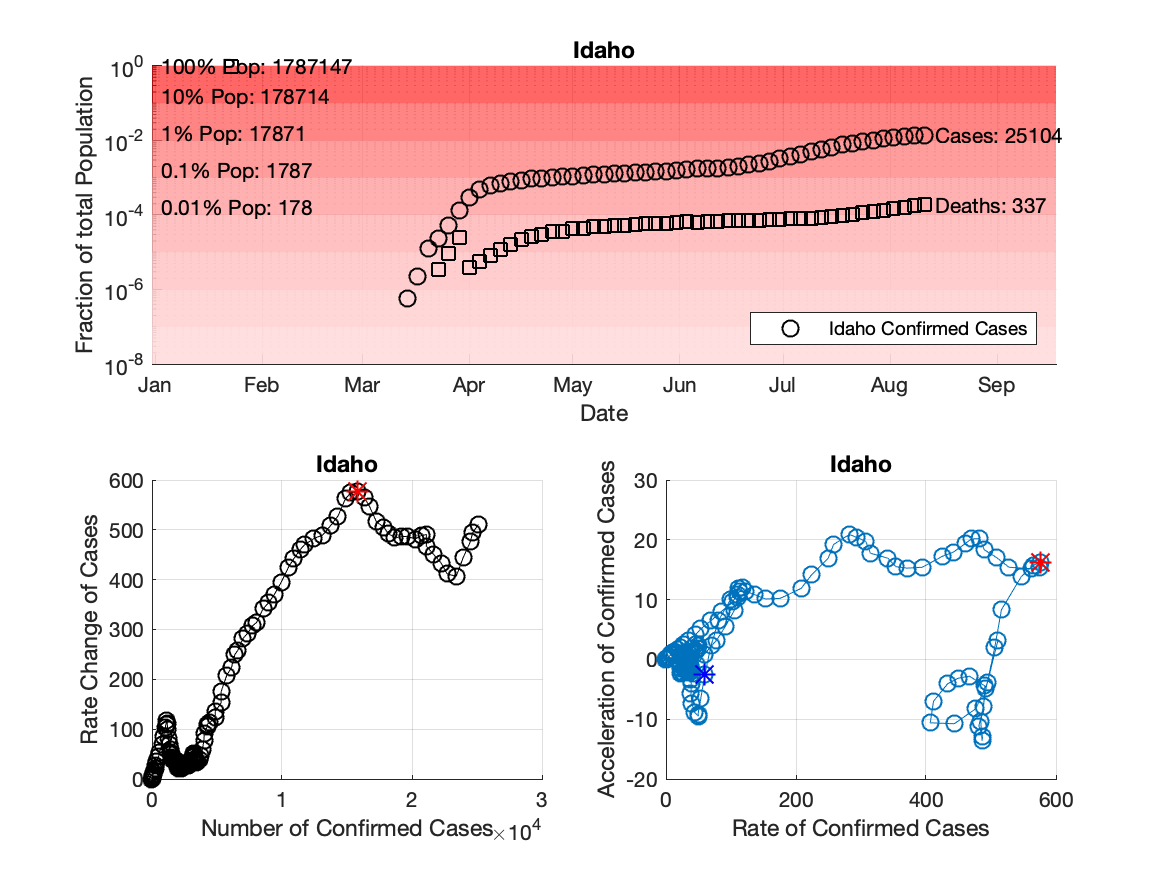 Idaho
Fraction of total Population
10^0
10^-2
10^-4
10^-6
10^-8
100% Pop: 1787147
10% Pop: 178714
1% Pop: 17871
0.1% Pop: 1787
0.01% Pop: 178
Cases: 25104
Deaths: 337
Idaho Confirmed Cases
Jan Feb Mar Apr May Jun Jul Aug Sep
Date
Idaho
Rate Change of Cases
600
500
400
300
200
100
0
0 1 2 3
Number of Confirmed Cases ×10^4
Idaho
Acceleration of Confirmed Cases
30
20
10
0
-10
-20
0 200 400 600
Rate of Confirmed Cases